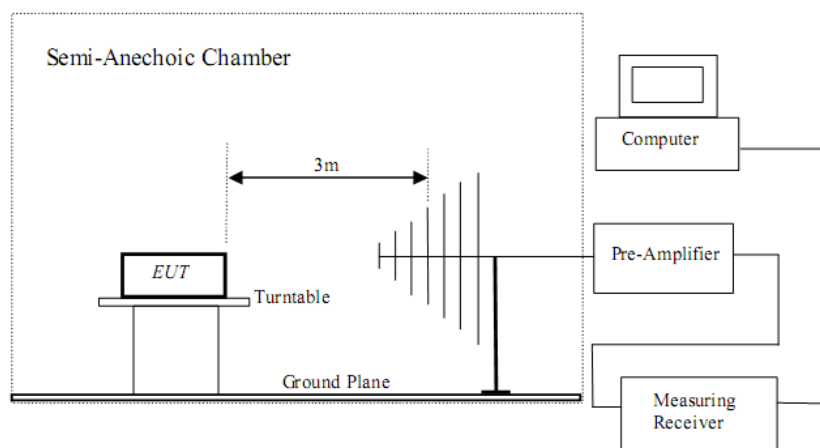 Semi-Anechoic Chamber
3m
EUT
Turntable
Ground Plane
Computer
Pre-Amplifier
Measuring
Receiver